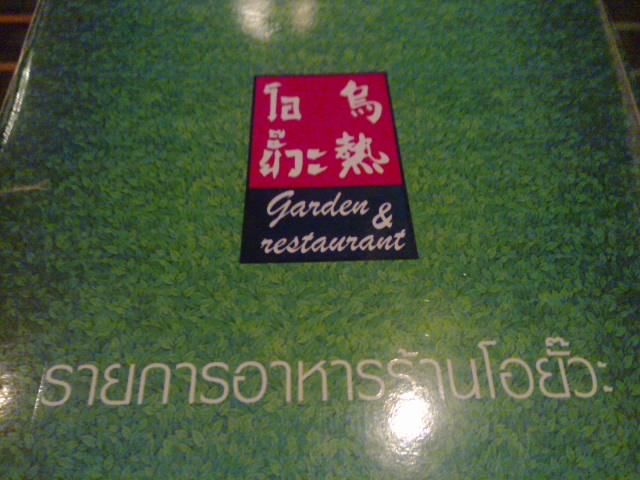 โอ 烏
ยั๊วะ 熱
Garden &
restaurant
รายการอาหารร้านโอยั๊วะ